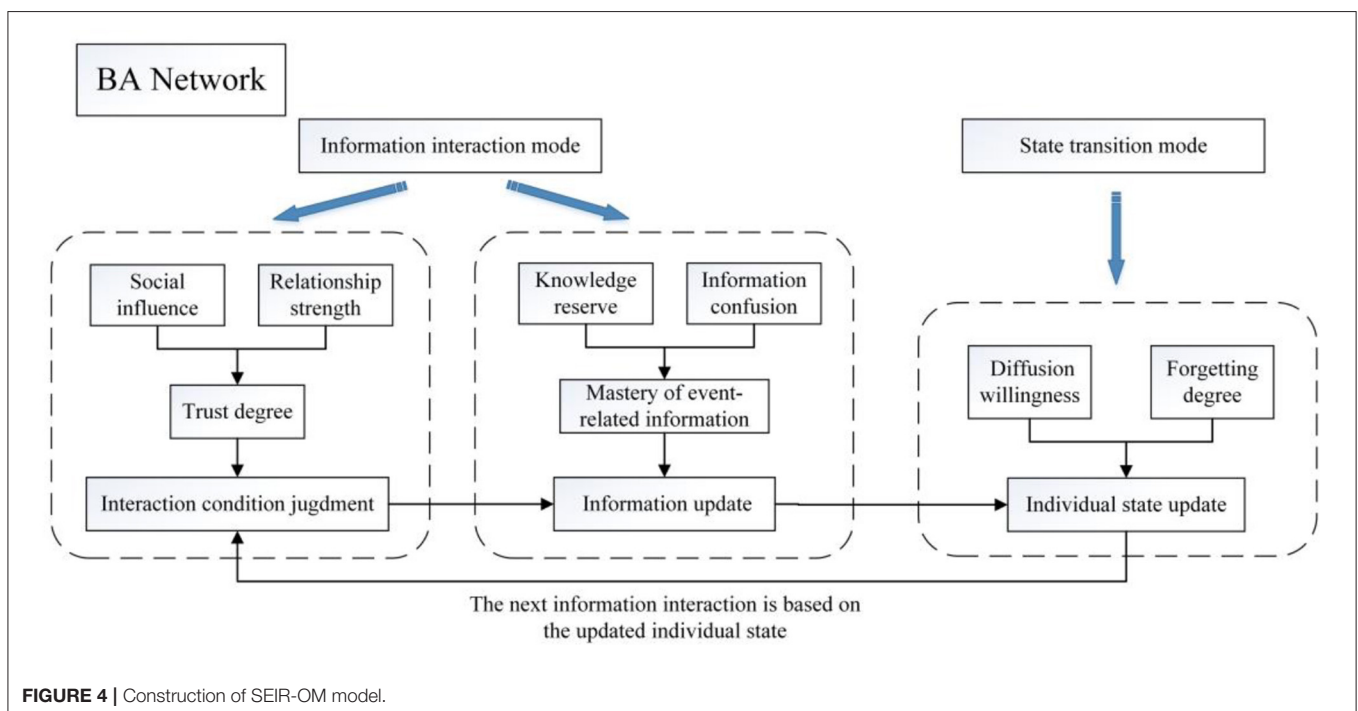 BA Network
Information interaction mode
State transition mode
Social
influence
Relationship
strength
Trust degree
Interaction condition jugdment
Knowledge
reserve
Information
confusion
Mastery of event-
related information
Information update
Diffusion
willingness
Forgetting
degree
Individual state update
The next information interaction is based on
the updated individual state
FIGURE 4 | Construction of SEIR-OM model.